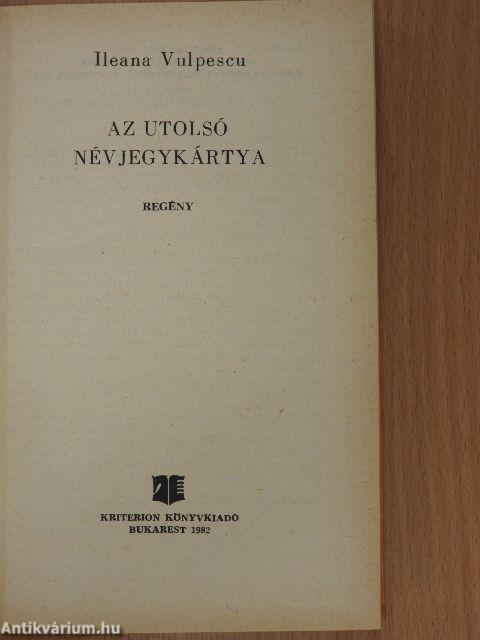 Ileana Vulpescu
AZ UTOLSÓ
NÉVJEGYKÁRTYA
REGÉNY
KRITERION KÖNYVKIADÓ
BUKAREST 1982
Antikvárium.hu